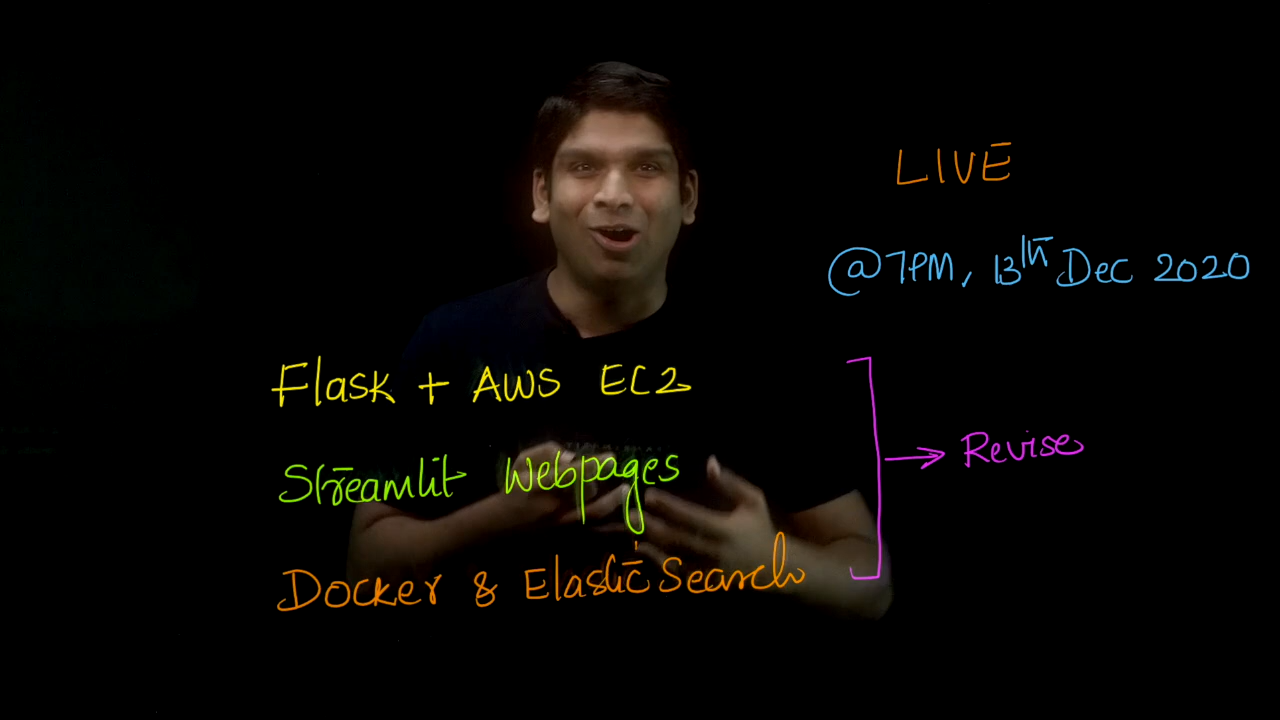 LIVE
@7PM, 13th Dec 2020
Flask + AWS EC2
Streamlit Webpages
Docker & ElasticSearch
→ Revise